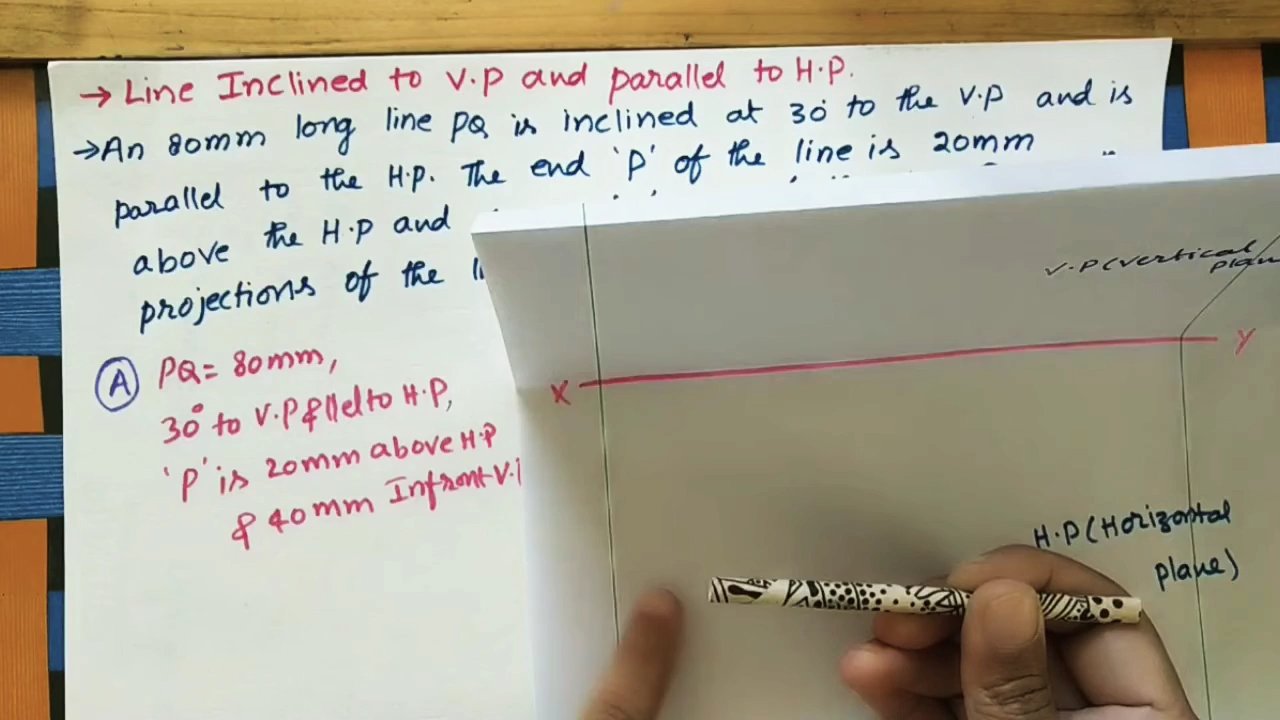 → Line Inclined to V.P and parallel to H.P.
→ An 80mm long line PQ is inclined at 30° to the V.P and is
parallel to the H.P. The end 'P' of the line is 20mm
above the H.P and
projections of the
A PQ = 80mm,
30° to V.P & llel to H.P,
'P' is 20mm above H.P
& 40mm Infront V.
V.P (vertical
plan
X Y
H.P (Horizontal
plane)